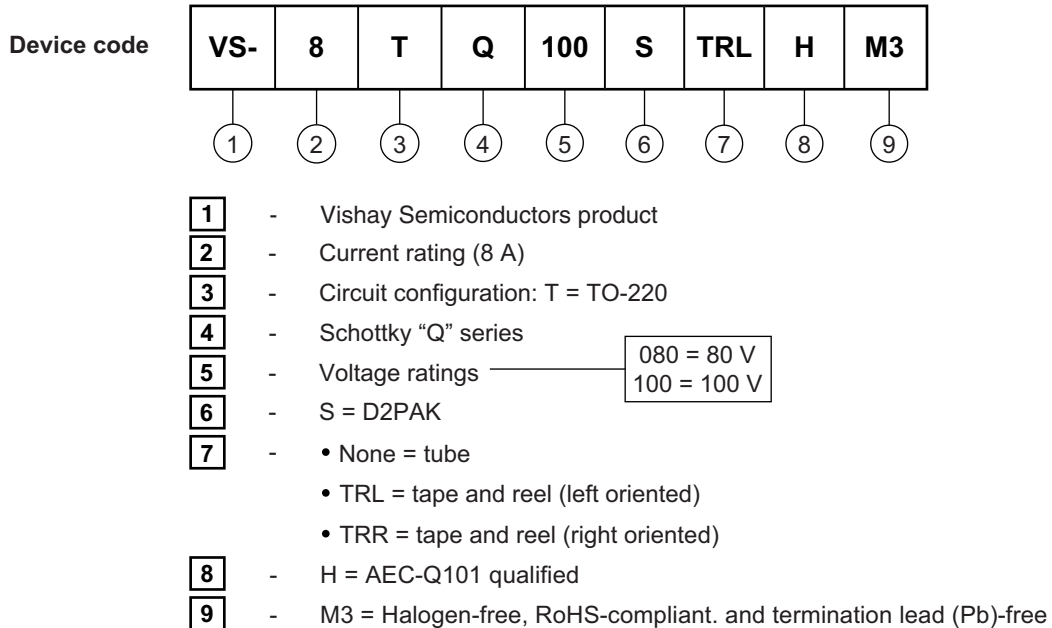 Device code VS- 8 T Q 100 S TRL H M3
1 2 3 4 5 6 7 8 9
1 - Vishay Semiconductors product
2 - Current rating (8 A)
3 - Circuit configuration: T = TO-220
4 - Schottky “Q” series
5 - Voltage ratings
080 = 80 V
100 = 100 V
6 - S = D2PAK
7 - • None = tube
• TRL = tape and reel (left oriented)
• TRR = tape and reel (right oriented)
8 - H = AEC-Q101 qualified
9 - M3 = Halogen-free, RoHS-compliant. and termination lead (Pb)-free